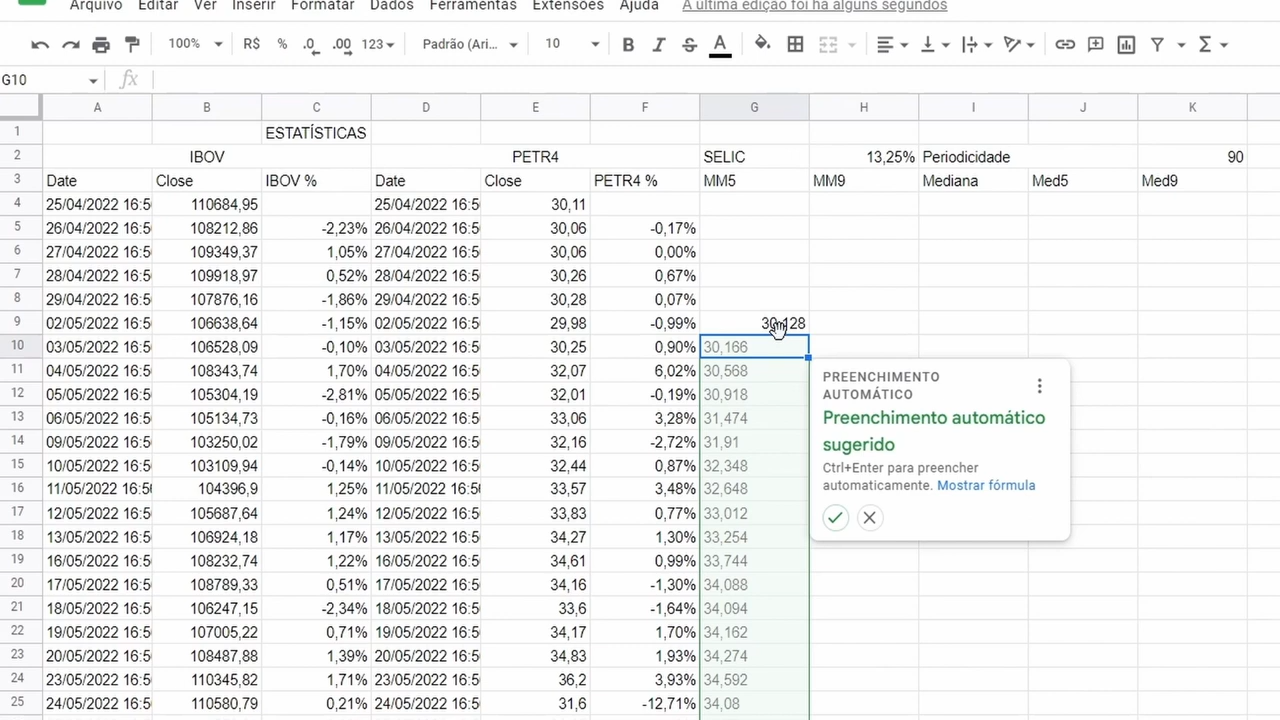 Arquivo Editar Ver Inserir Formatar Dados Ferramentas Extensões Ajuda A última edição foi há alguns segundos
100% R$ % .0 .00 123 Padrão (Ari... 10 B I S A
G10 fx
A B C D E F G H I J K
1 ESTATÍSTICAS
2 IBOV PETR4 SELIC 13,25% Periodicidade 90
3 Date Close IBOV % Date Close PETR4 % MM5 MM9 Mediana Med5 Med9
4 25/04/2022 16:5 110684,95 25/04/2022 16:5 30,11
5 26/04/2022 16:5 108212,86 -2,23% 26/04/2022 16:5 30,06 -0,17%
6 27/04/2022 16:5 109349,37 1,05% 27/04/2022 16:5 30,06 0,00%
7 28/04/2022 16:5 109918,97 0,52% 28/04/2022 16:5 30,26 0,67%
8 29/04/2022 16:5 107876,16 -1,86% 29/04/2022 16:5 30,28 0,07%
9 02/05/2022 16:5 106638,64 -1,15% 02/05/2022 16:5 29,98 -0,99% 30,128
10 03/05/2022 16:5 106528,09 -0,10% 03/05/2022 16:5 30,25 0,90% 30,166
11 04/05/2022 16:5 108343,74 1,70% 04/05/2022 16:5 32,07 6,02% 30,568
12 05/05/2022 16:5 105304,19 -2,81% 05/05/2022 16:5 32,01 -0,19% 30,918
13 06/05/2022 16:5 105134,73 -0,16% 06/05/2022 16:5 33,06 3,28% 31,474
14 09/05/2022 16:5 103250,02 -1,79% 09/05/2022 16:5 32,16 -2,72% 31,91
15 10/05/2022 16:5 103109,94 -0,14% 10/05/2022 16:5 32,44 0,87% 32,348
16 11/05/2022 16:5 104396,9 1,25% 11/05/2022 16:5 33,57 3,48% 32,648
17 12/05/2022 16:5 105687,64 1,24% 12/05/2022 16:5 33,83 0,77% 33,012
18 13/05/2022 16:5 106924,18 1,17% 13/05/2022 16:5 34,27 1,30% 33,254
19 16/05/2022 16:5 108232,74 1,22% 16/05/2022 16:5 34,61 0,99% 33,744
20 17/05/2022 16:5 108789,33 0,51% 17/05/2022 16:5 34,16 -1,30% 34,088
21 18/05/2022 16:5 106247,15 -2,34% 18/05/2022 16:5 33,6 -1,64% 34,094
22 19/05/2022 16:5 107005,22 0,71% 19/05/2022 16:5 34,17 1,70% 34,162
23 20/05/2022 16:5 108487,88 1,39% 20/05/2022 16:5 34,83 1,93% 34,274
24 23/05/2022 16:5 110345,82 1,71% 23/05/2022 16:5 36,2 3,93% 34,592
25 24/05/2022 16:5 110580,79 0,21% 24/05/2022 16:5 31,6 -12,71% 34,08
PREENCHIMENTO
AUTOMÁTICO
Preenchimento automático
sugerido
Ctrl+Enter para preencher
automaticamente. Mostrar fórmula